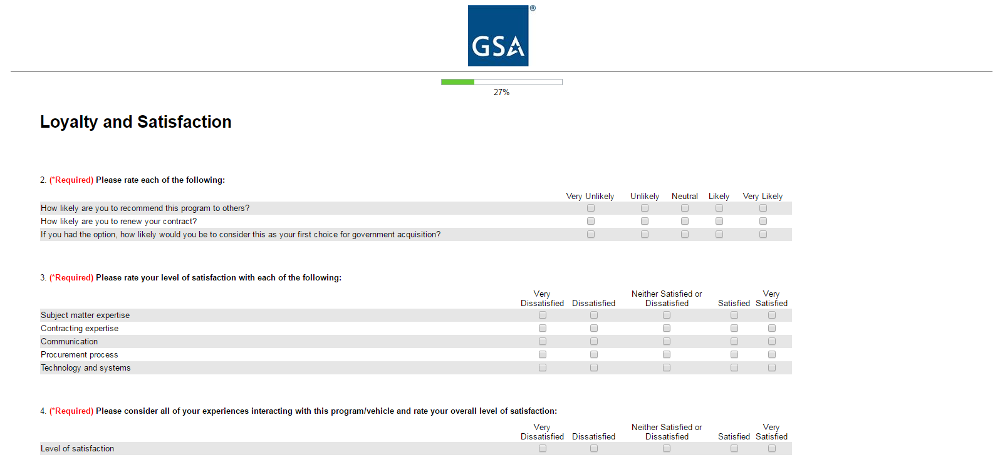 GSA®
27%
Loyalty and Satisfaction
2. (*Required) Please rate each of the following:
Very Unlikely Unlikely Neutral Likely Very Likely
How likely are you to recommend this program to others?
How likely are you to renew your contract?
If you had the option, how likely would you be to consider this as your first choice for government acquisition?
3. (*Required) Please rate your level of satisfaction with each of the following:
Very Neither Satisfied or Very
Dissatisfied Dissatisfied Dissatisfied Satisfied Satisfied
Subject matter expertise
Contracting expertise
Communication
Procurement process
Technology and systems
4. (*Required) Please consider all of your experiences interacting with this program/vehicle and rate your overall level of satisfaction:
Very Neither Satisfied or Very
Dissatisfied Dissatisfied Dissatisfied Satisfied Satisfied
Level of satisfaction